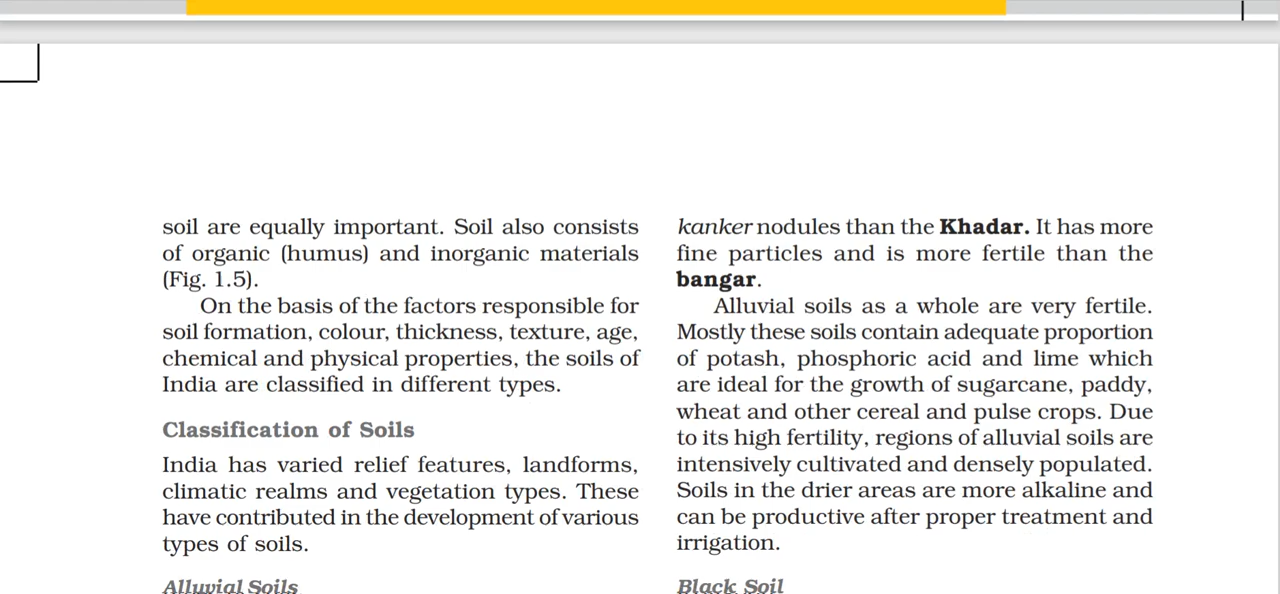 soil are equally important. Soil also consists
of organic (humus) and inorganic materials
(Fig. 1.5).
On the basis of the factors responsible for
soil formation, colour, thickness, texture, age,
chemical and physical properties, the soils of
India are classified in different types.
Classification of Soils
India has varied relief features, landforms,
climatic realms and vegetation types. These
have contributed in the development of various
types of soils.
Alluvial Soils
kanker nodules than the Khadar. It has more
fine particles and is more fertile than the
bangar.
Alluvial soils as a whole are very fertile.
Mostly these soils contain adequate proportion
of potash, phosphoric acid and lime which
are ideal for the growth of sugarcane, paddy,
wheat and other cereal and pulse crops. Due
to its high fertility, regions of alluvial soils are
intensively cultivated and densely populated.
Soils in the drier areas are more alkaline and
can be productive after proper treatment and
irrigation.
Black Soil